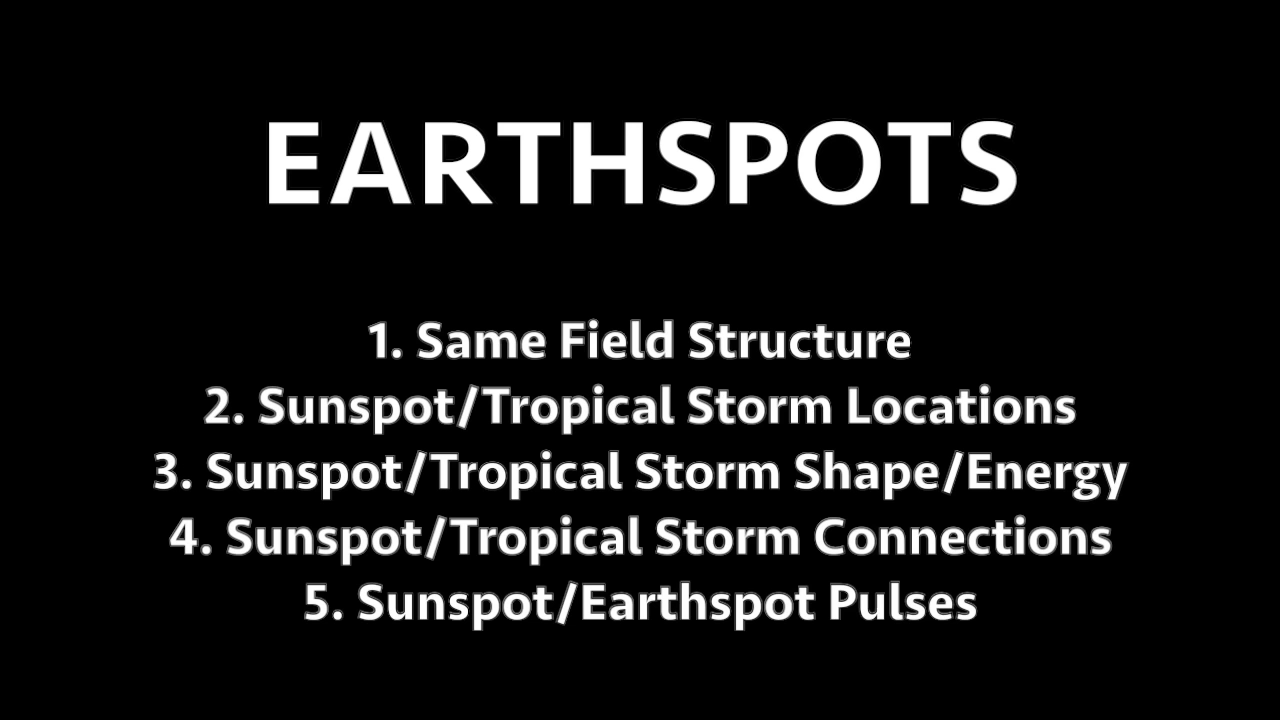 EARTHSPOTS
1. Same Field Structure
2. Sunspot/Tropical Storm Locations
3. Sunspot/Tropical Storm Shape/Energy
4. Sunspot/Tropical Storm Connections
5. Sunspot/Earthspot Pulses